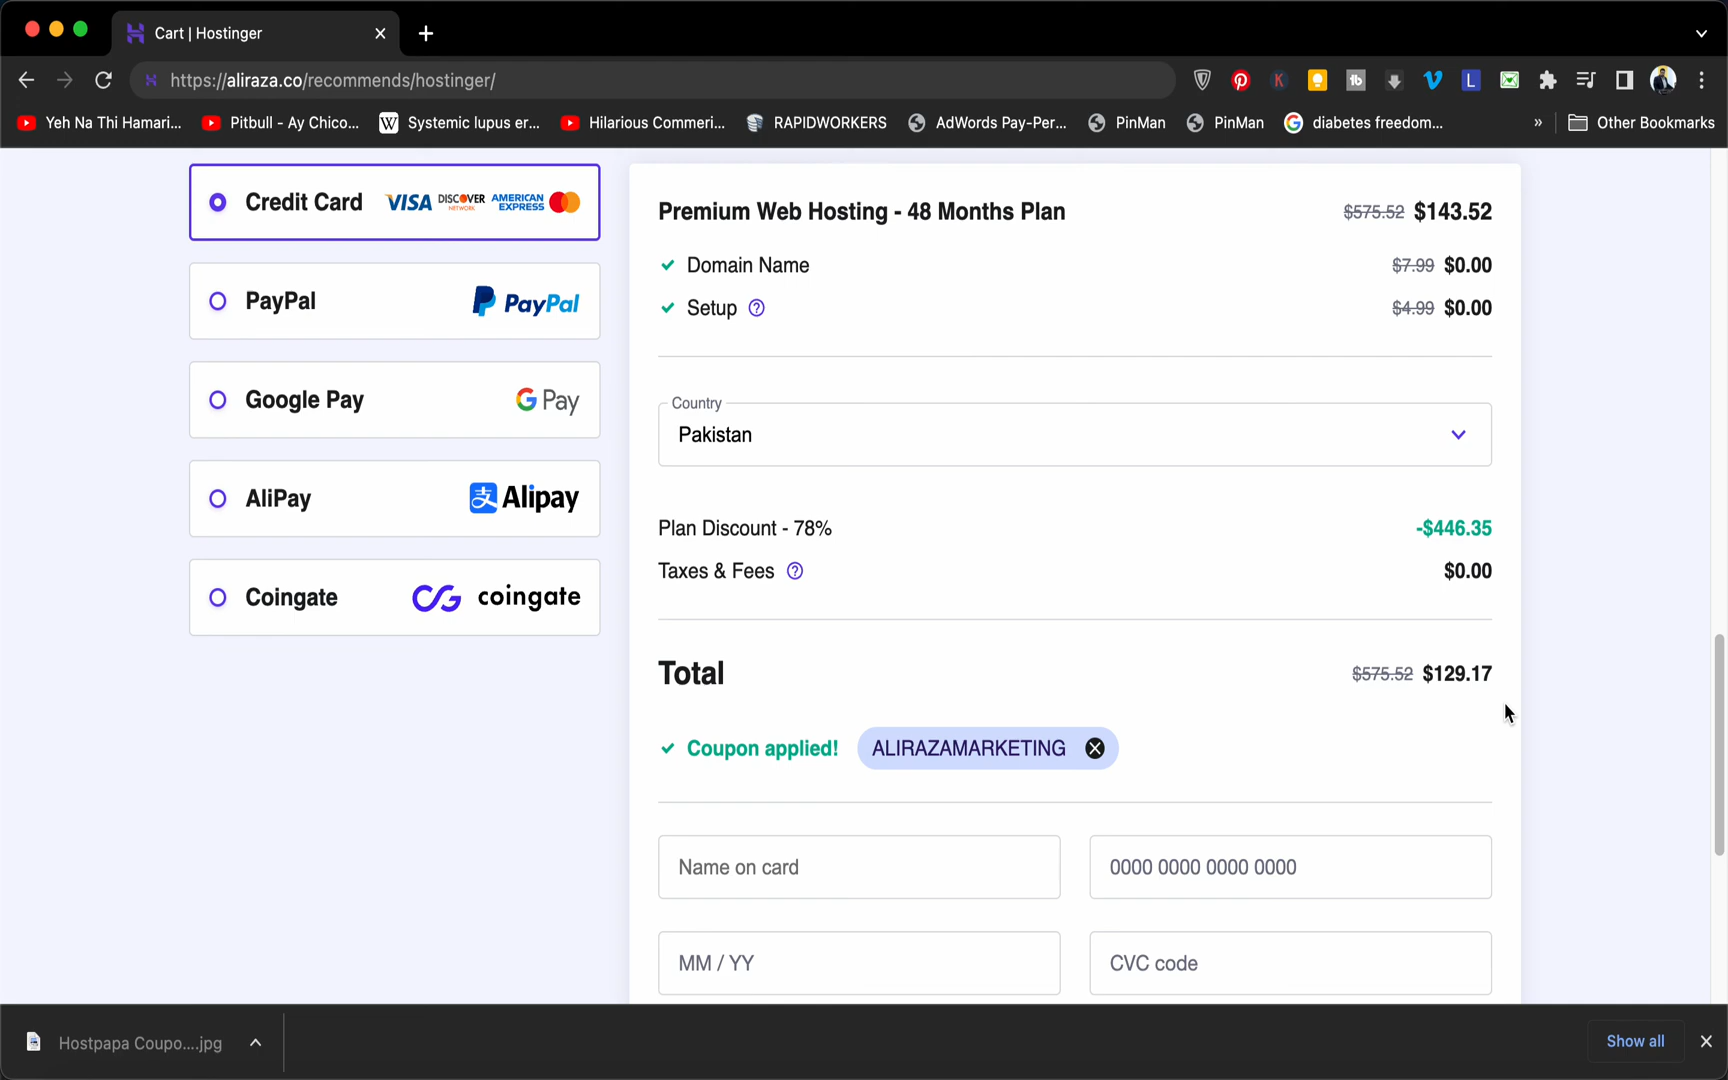 Cart | Hostinger
https://aliraza.co/recommends/hostinger/
K
tb
L
Yeh Na Thi Hamari...
Pitbull - Ay Chico...
W
Systemic lupus er...
Hilarious Commeri...
RAPIDWORKERS
AdWords Pay-Per...
PinMan
PinMan
diabetes freedom...
»
Other Bookmarks
Credit Card VISA DISCOVER NETWORK AMERICAN EXPRESS
PayPal PayPal
Google Pay G Pay
AliPay 支 Alipay
Coingate coingate
Premium Web Hosting - 48 Months Plan $575.52 $143.52
Domain Name $7.99 $0.00
Setup ? $4.99 $0.00
Country
Pakistan
Plan Discount - 78% -$446.35
Taxes & Fees ? $0.00
Total $575.52 $129.17
Coupon applied! ALIRAZAMARKETING
Name on card 0000 0000 0000 0000
MM / YY CVC code
Hostpapa Coupo....jpg
Show all